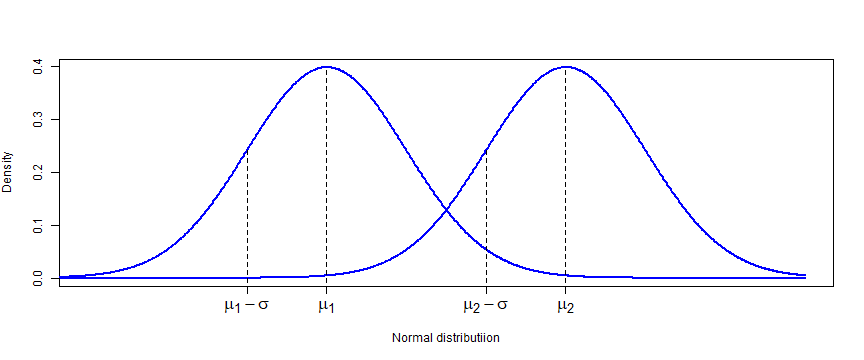 Density
0.4
0.3
0.2
0.1
0.0
μ1−σ μ1 μ2−σ μ2
Normal distributiion